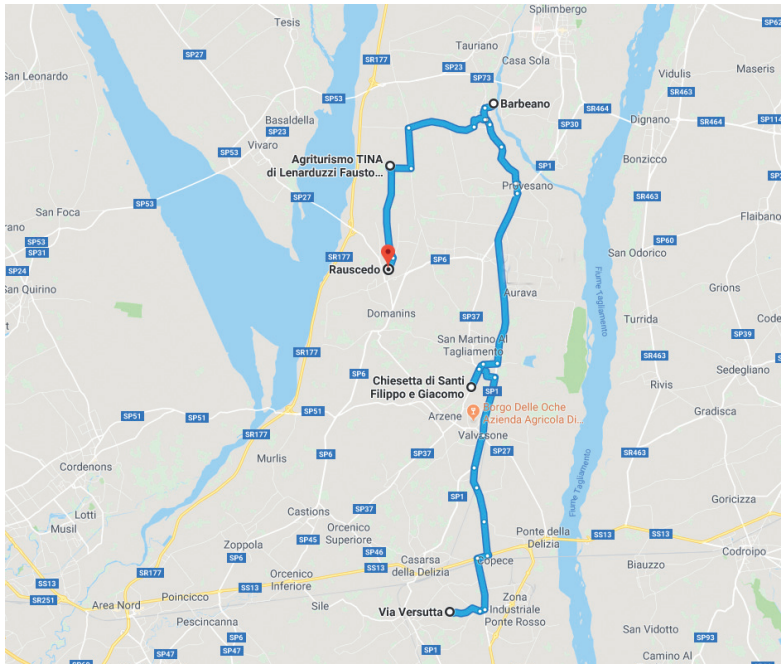 Spilimbergo
Tesis
SP27
SR177
Tauriano
SP23
Casa Sola
SP62
San Leonardo
SP73
Vidulis
Maseris
SR463
SP53
Barbeano
SR464
Basaldella
SP23
Dignano
SR464
SP114
SP30
Vivaro
SP53
Agriturismo TINA
di Lenarduzzi Fausto...
SP1
Bonzicco
Provesano
SP27
SR463
San Foca
SP53
Flaibano
SP53
SP31
SP60
San Odorico
SR177
SP6
SP24
Rauscedo
San Quirino
Aurava
Grions
Fiume Tagliamento
Domanins
SP37
Turrida
SP39
San Martino Al
Tagliamento
SR177
SR463
Sedegliano
SP6
Chiesetta di Santi
Filippo e Giacomo
SP1
Rivis
SP51
SP51
Arzene
Borgo Delle Oche
Azienda Agricola Di...
Gradisca
SR177
Valvasone
Murlis
SP6
SP37
SP27
SR463
Cordenons
SP1
Fiume Tagliamento
Castions
SP37
Goricizza
Lotti
Musil
Orcenico
Superiore
Zoppola
SP45
SP46
Ponte della
Delizia
SS13
SS13
SP6
Casarsa
della Delizia
SS13
Codroipo
SR177
Orcenico
Inferiore
Biauzzo
SS13
SS13
Poincicco
SR251
Area Nord
Sile
Via Versutta
Zona
Industriale
Ponte Rosso
Pescincanna
San Vidotto
SP6
SP93
SP1
SP47
SP47
Camino Al